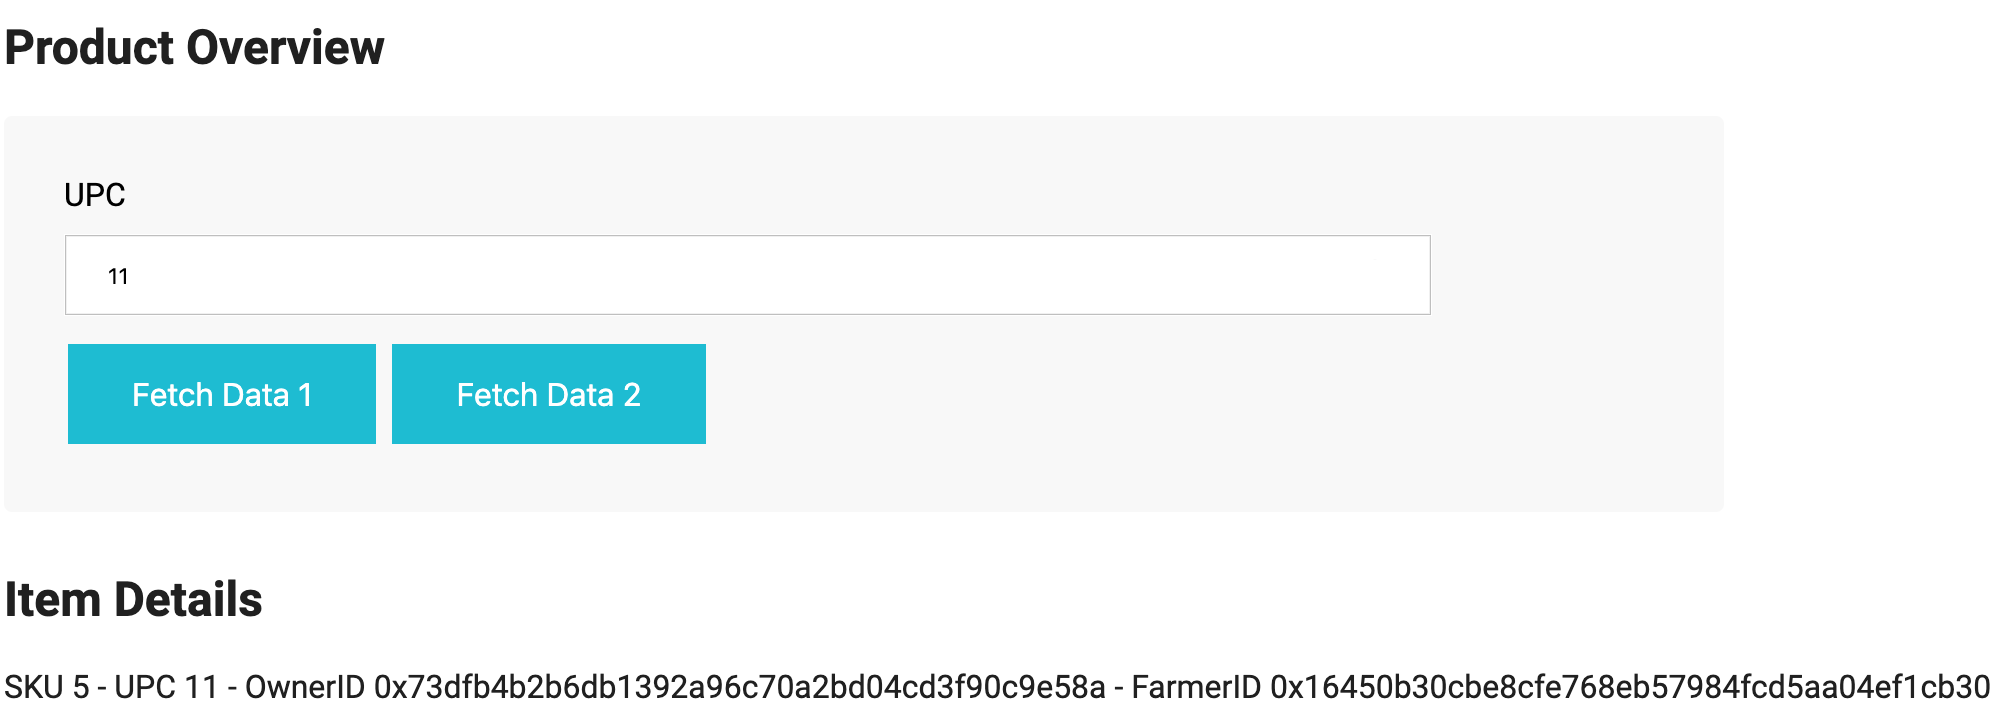 Product Overview
UPC
11
Fetch Data 1 Fetch Data 2
Item Details
SKU 5 - UPC 11 - OwnerID 0x73dfb4b2b6db1392a96c70a2bd04cd3f90c9e58a - FarmerID 0x16450b30cbe8cfe768eb57984fcd5aa04ef1cb30